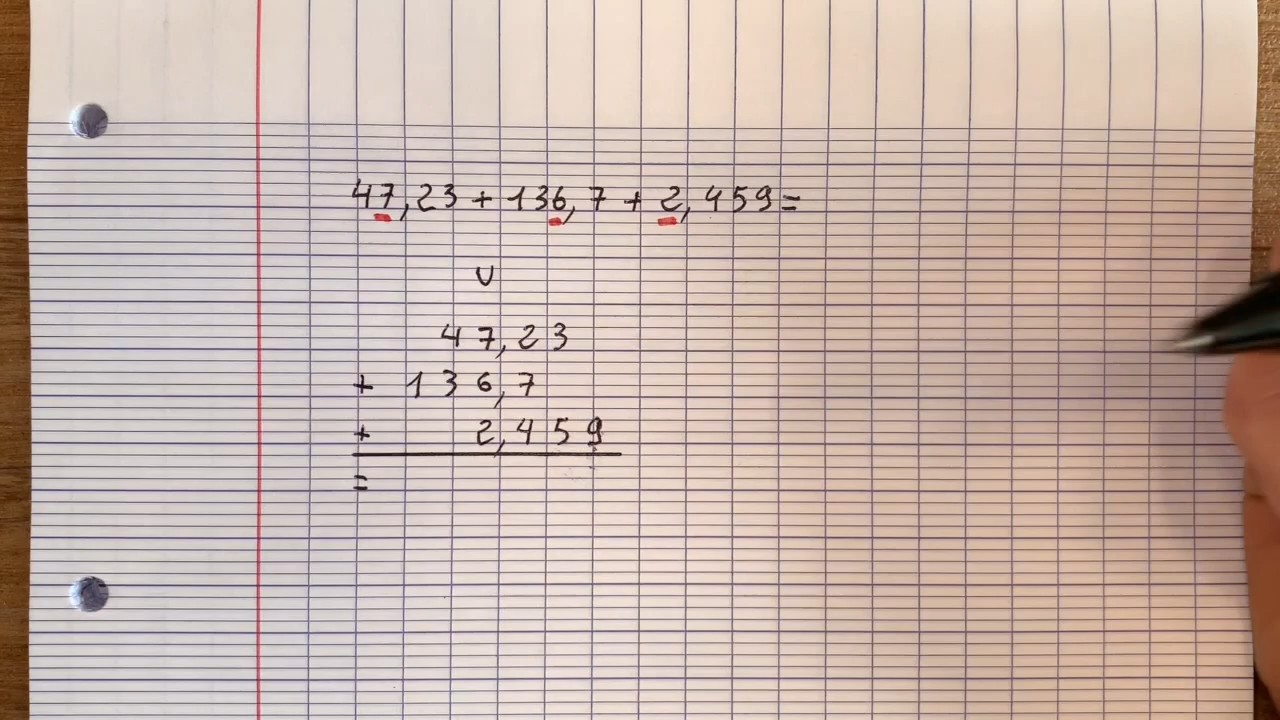 47,23 + 136,7 + 2,459 =
U
47,23
+ 136,7
+ 2,459
=